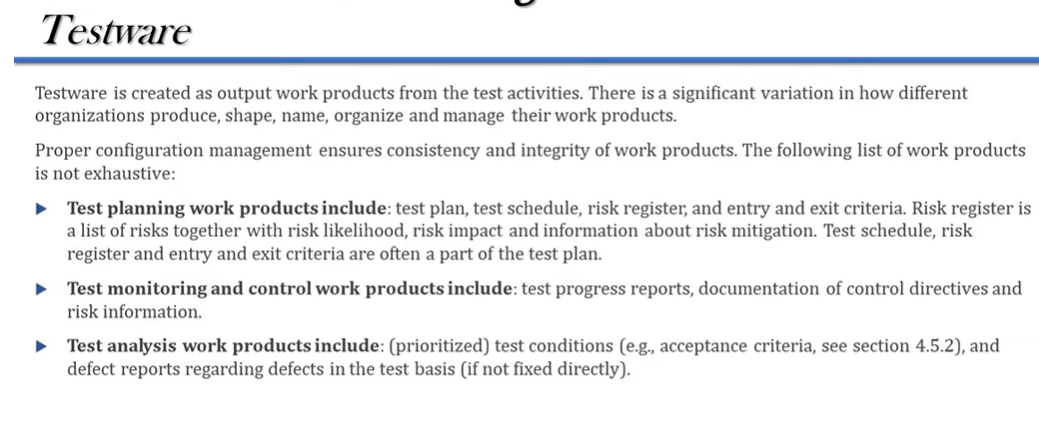 Testware
Testware is created as output work products from the test activities. There is a significant variation in how different
organizations produce, shape, name, organize and manage their work products.
Proper configuration management ensures consistency and integrity of work products. The following list of work products
is not exhaustive:
Test planning work products include: test plan, test schedule, risk register, and entry and exit criteria. Risk register is
a list of risks together with risk likelihood, risk impact and information about risk mitigation. Test schedule, risk
register and entry and exit criteria are often a part of the test plan.
Test monitoring and control work products include: test progress reports, documentation of control directives and
risk information.
Test analysis work products include: (prioritized) test conditions (e.g., acceptance criteria, see section 4.5.2), and
defect reports regarding defects in the test basis (if not fixed directly).